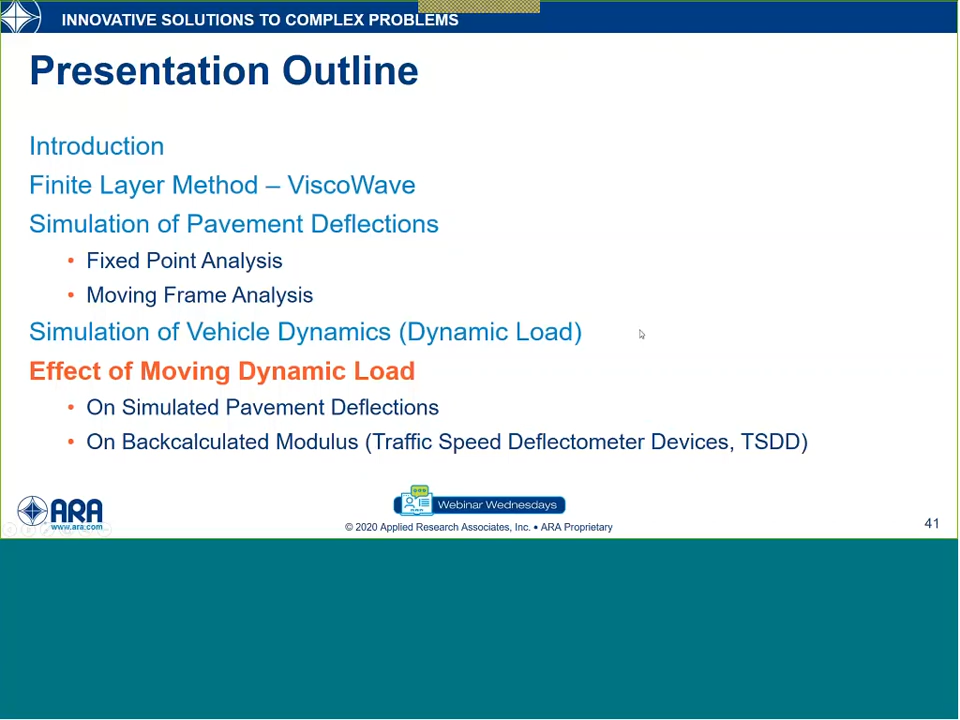 INNOVATIVE SOLUTIONS TO COMPLEX PROBLEMS
Presentation Outline
Introduction
Finite Layer Method – ViscoWave
Simulation of Pavement Deflections
• Fixed Point Analysis
• Moving Frame Analysis
Simulation of Vehicle Dynamics (Dynamic Load)
Effect of Moving Dynamic Load
• On Simulated Pavement Deflections
• On Backcalculated Modulus (Traffic Speed Deflectometer Devices, TSDD)
ARA
www.ara.com
Webinar Wednesdays
© 2020 Applied Research Associates, Inc. • ARA Proprietary
41